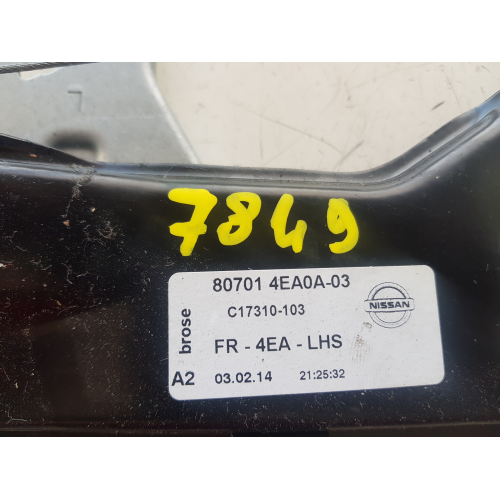 7849
80701 4EA0A-03
C17310-103
NISSAN
brose
FR - 4EA - LHS
A2 03.02.14 21:25:32